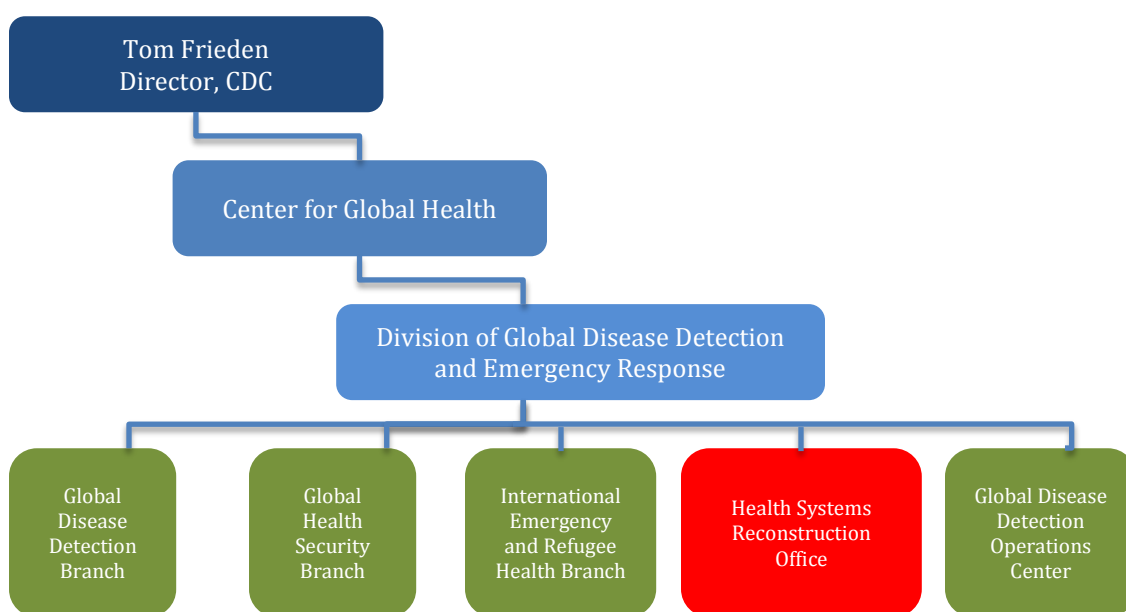 Tom Frieden
Director, CDC
Center for Global Health
Division of Global Disease Detection
and Emergency Response
Global
Disease
Detection
Branch
Global
Health
Security
Branch
International
Emergency
and Refugee
Health Branch
Health Systems
Reconstruction
Office
Global Disease
Detection
Operations
Center